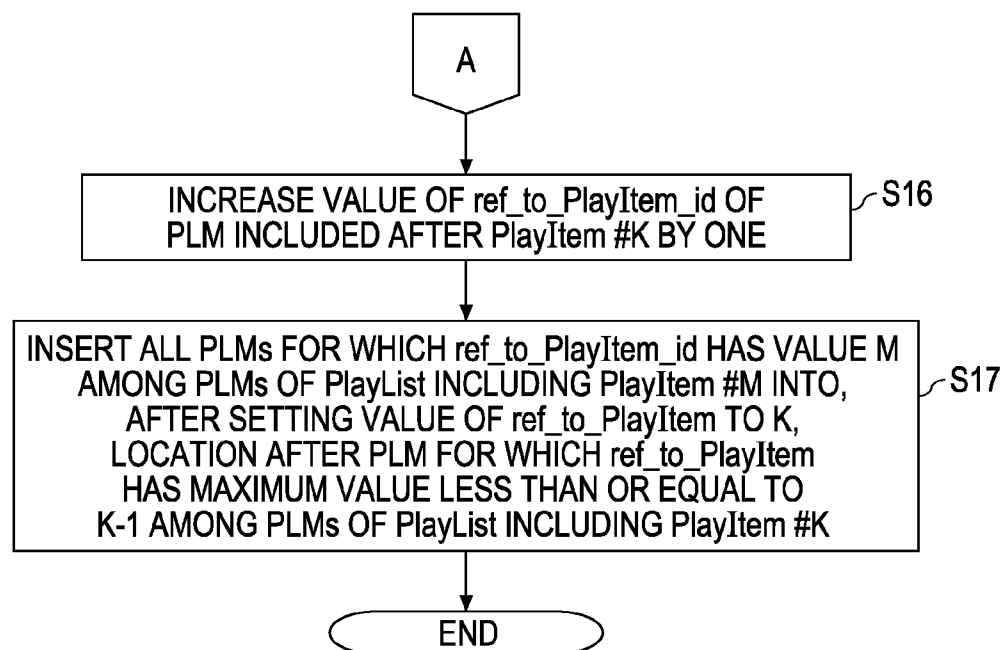 A
INCREASE VALUE OF ref_to_PlayItem_id OF
PLM INCLUDED AFTER PlayItem #K BY ONE
S16
INSERT ALL PLMs FOR WHICH ref_to_PlayItem_id HAS VALUE M
AMONG PLMs OF PlayList INCLUDING PlayItem #M INTO,
AFTER SETTING VALUE OF ref_to_PlayItem TO K,
LOCATION AFTER PLM FOR WHICH ref_to_PlayItem
HAS MAXIMUM VALUE LESS THAN OR EQUAL TO
K-1 AMONG PLMs OF PlayList INCLUDING PlayItem #K
S17
END